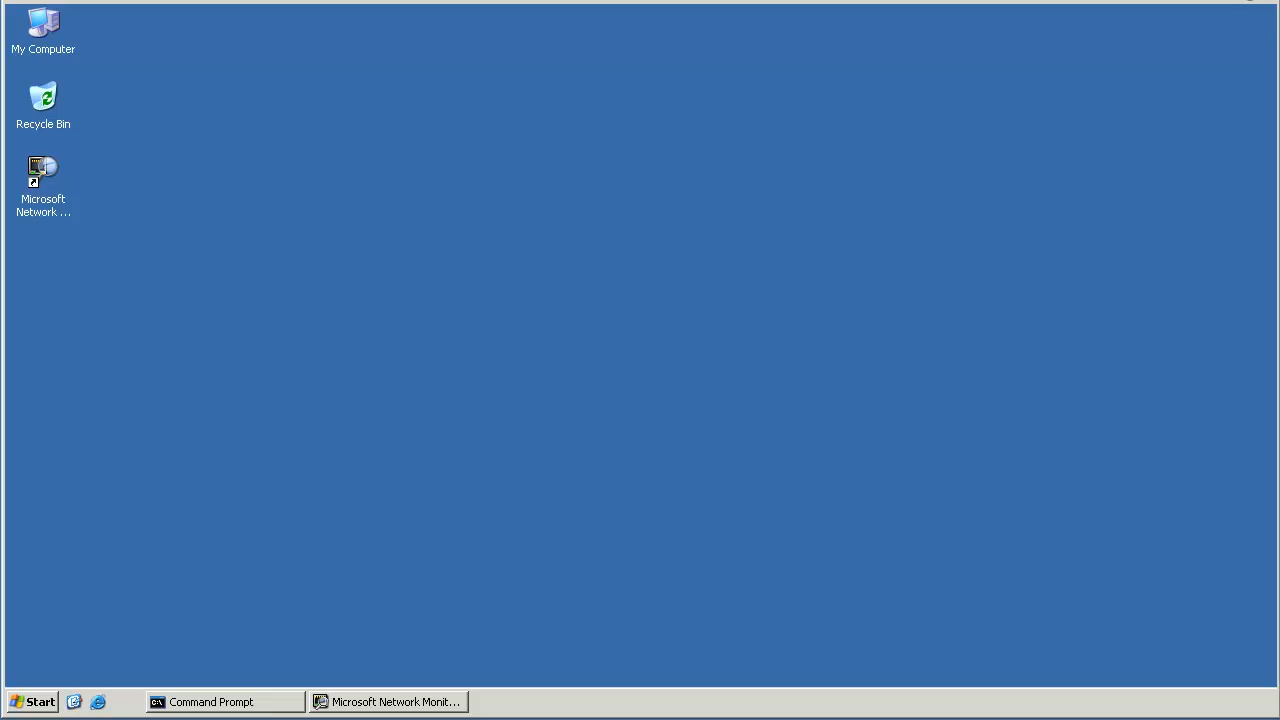 My Computer
Recycle Bin
Microsoft
Network ...
Start
Command Prompt
Microsoft Network Monit...